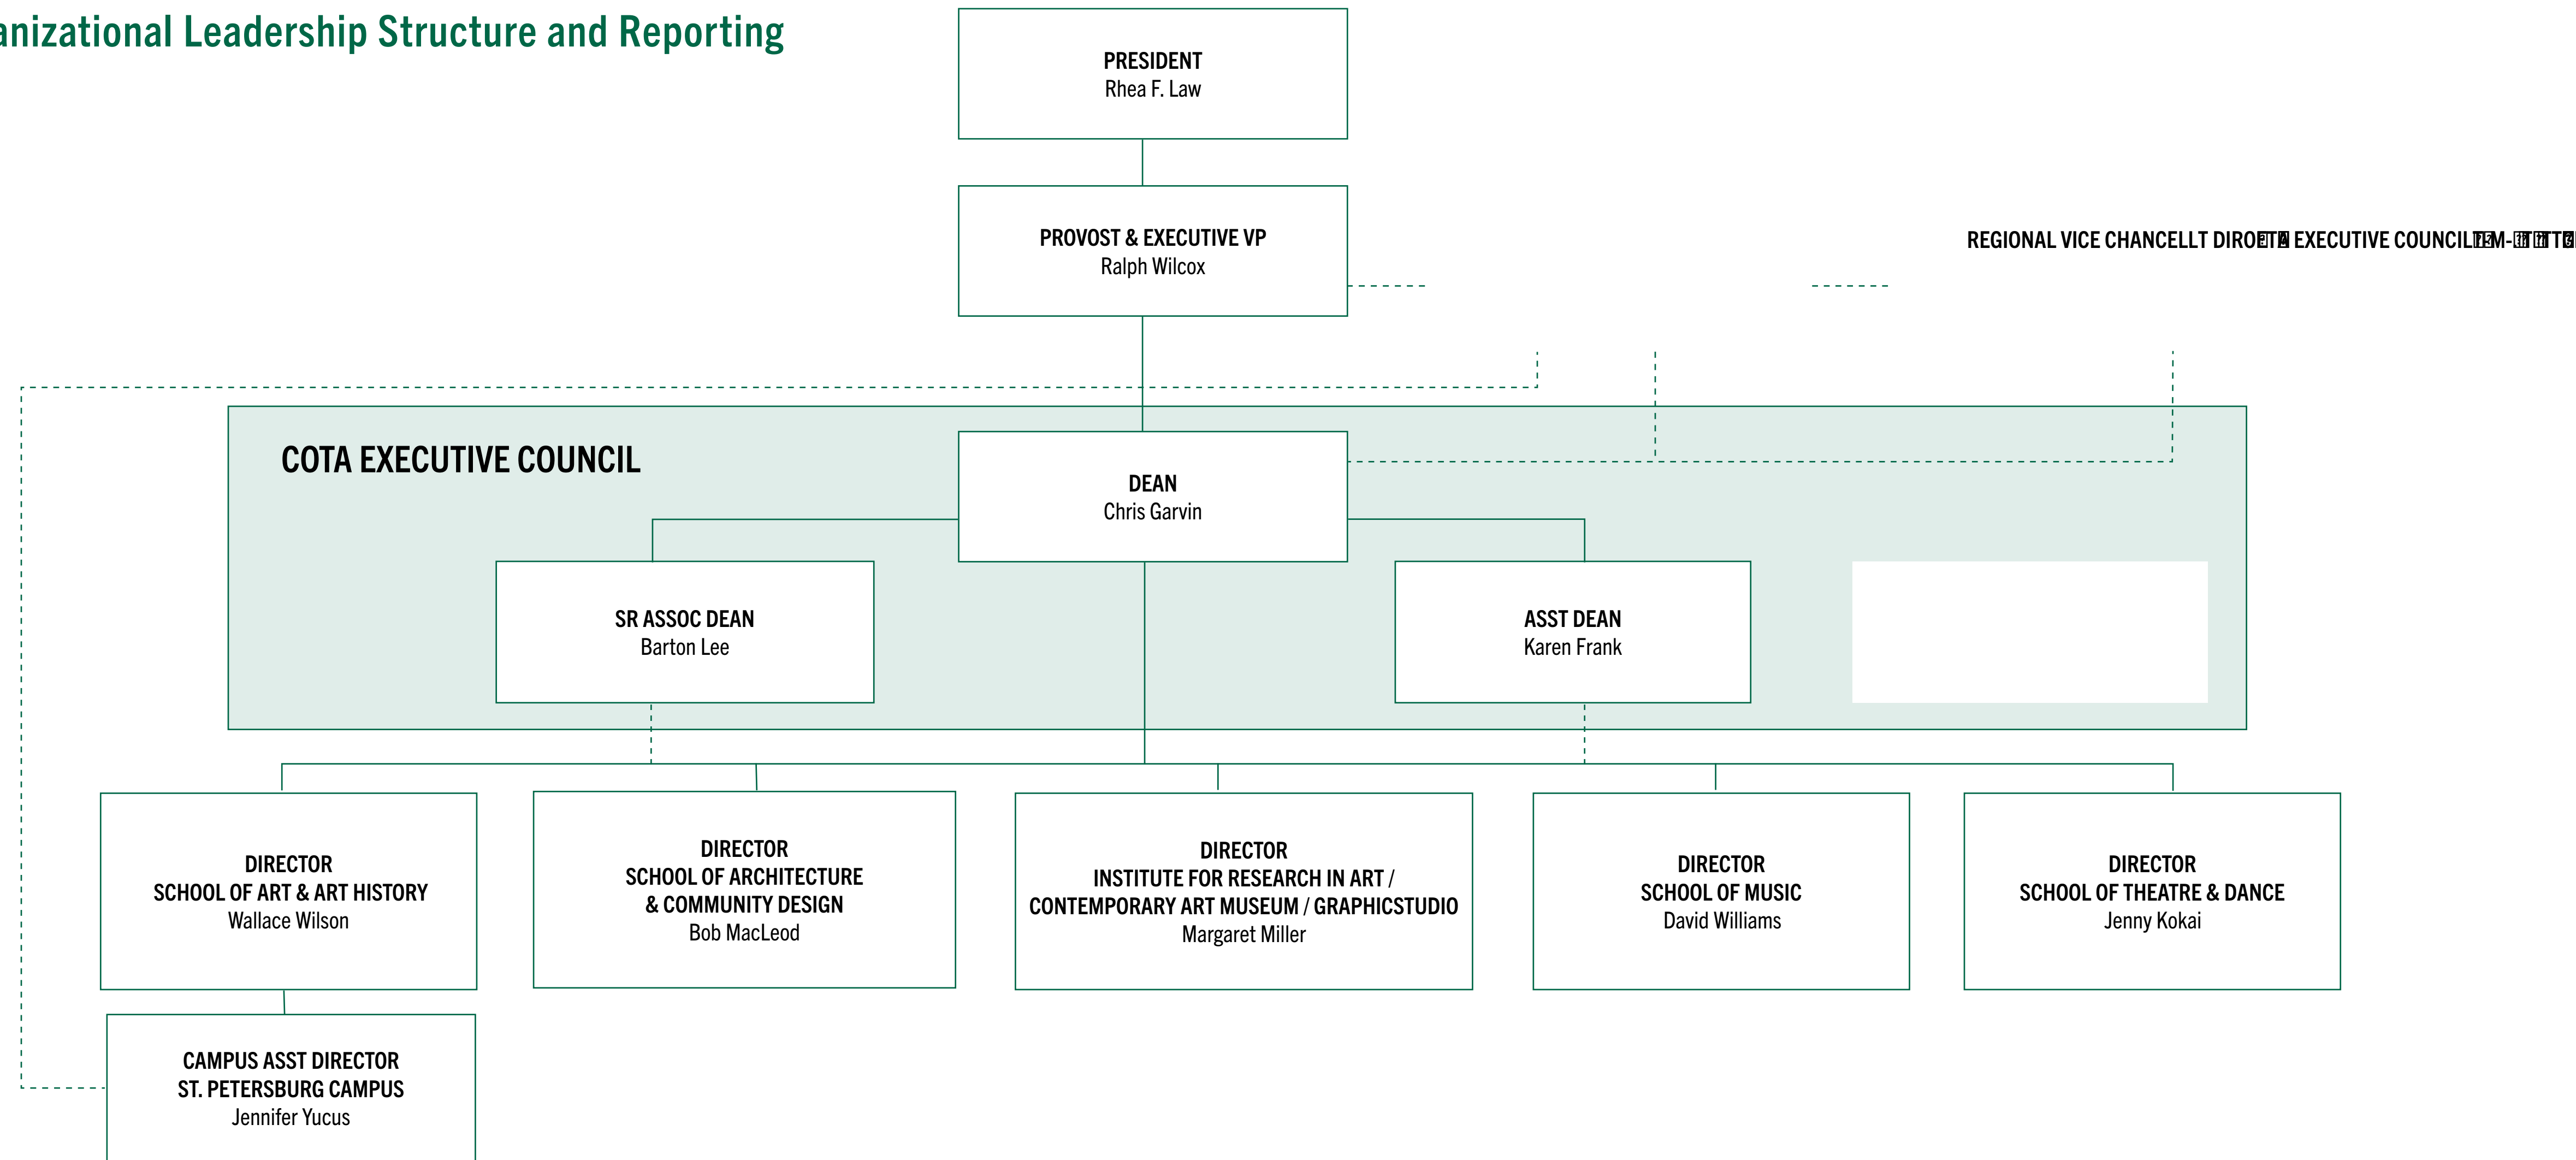 anizational Leadership Structure and Reporting
PRESIDENT
Rhea F. Law
PROVOST & EXECUTIVE VP
Ralph Wilcox
REGIONAL VICE EXECUTIVE
COTA EXECUTIVE COUNCIL
DEAN
Chris Garvin
SR ASSOC DEAN
Barton Lee
ASST DEAN
Karen Frank
DIRECTOR
SCHOOL OF ART & ART HISTORY
Wallace Wilson
DIRECTOR
SCHOOL OF ARCHITECTURE
& COMMUNITY DESIGN
Bob MacLeod
DIRECTOR
INSTITUTE FOR RESEARCH IN ART /
CONTEMPORARY ART MUSEUM / GRAPHICSTUDIO
Margaret Miller
DIRECTOR
SCHOOL OF MUSIC
David Williams
DIRECTOR
SCHOOL OF THEATRE & DANCE
Jenny Kokai
CAMPUS ASST DIRECTOR
ST. PETERSBURG CAMPUS
Jennifer Yucus